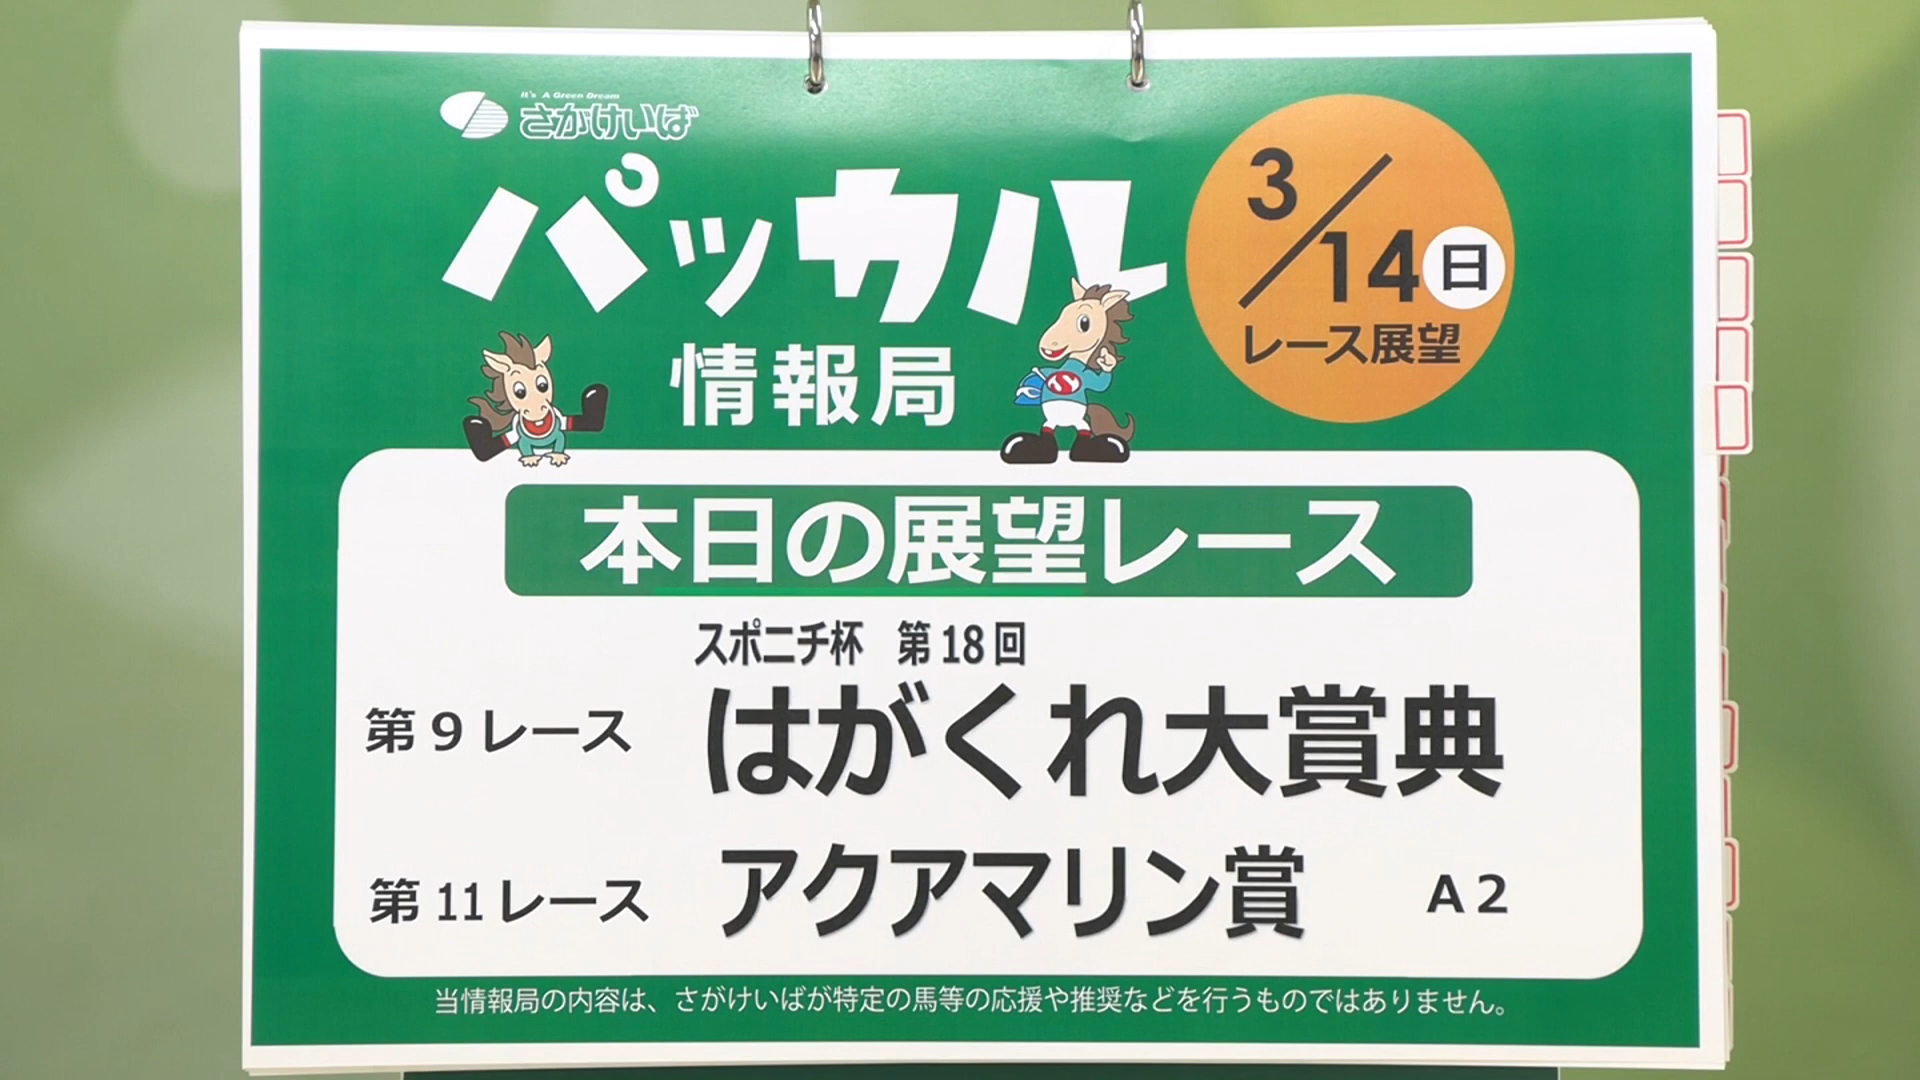 It's A Green Dream
さがけいば
パッカル
情報局
3/14日
レース展望
本日の展望レース
スポニチ杯 第18回
第9レース はがくれ大賞典
第11レース アクアマリン賞 A2
当情報局の内容は、さがけいばが特定の馬等の応援や推奨などを行うものではありません。